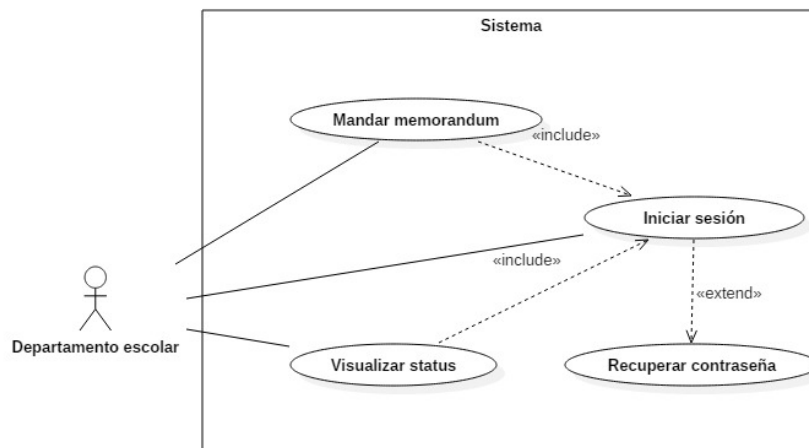 Sistema
Mandar memorandum
«include»
Iniciar sesión
«include»
«extend»
Departamento escolar
Visualizar status
Recuperar contraseña